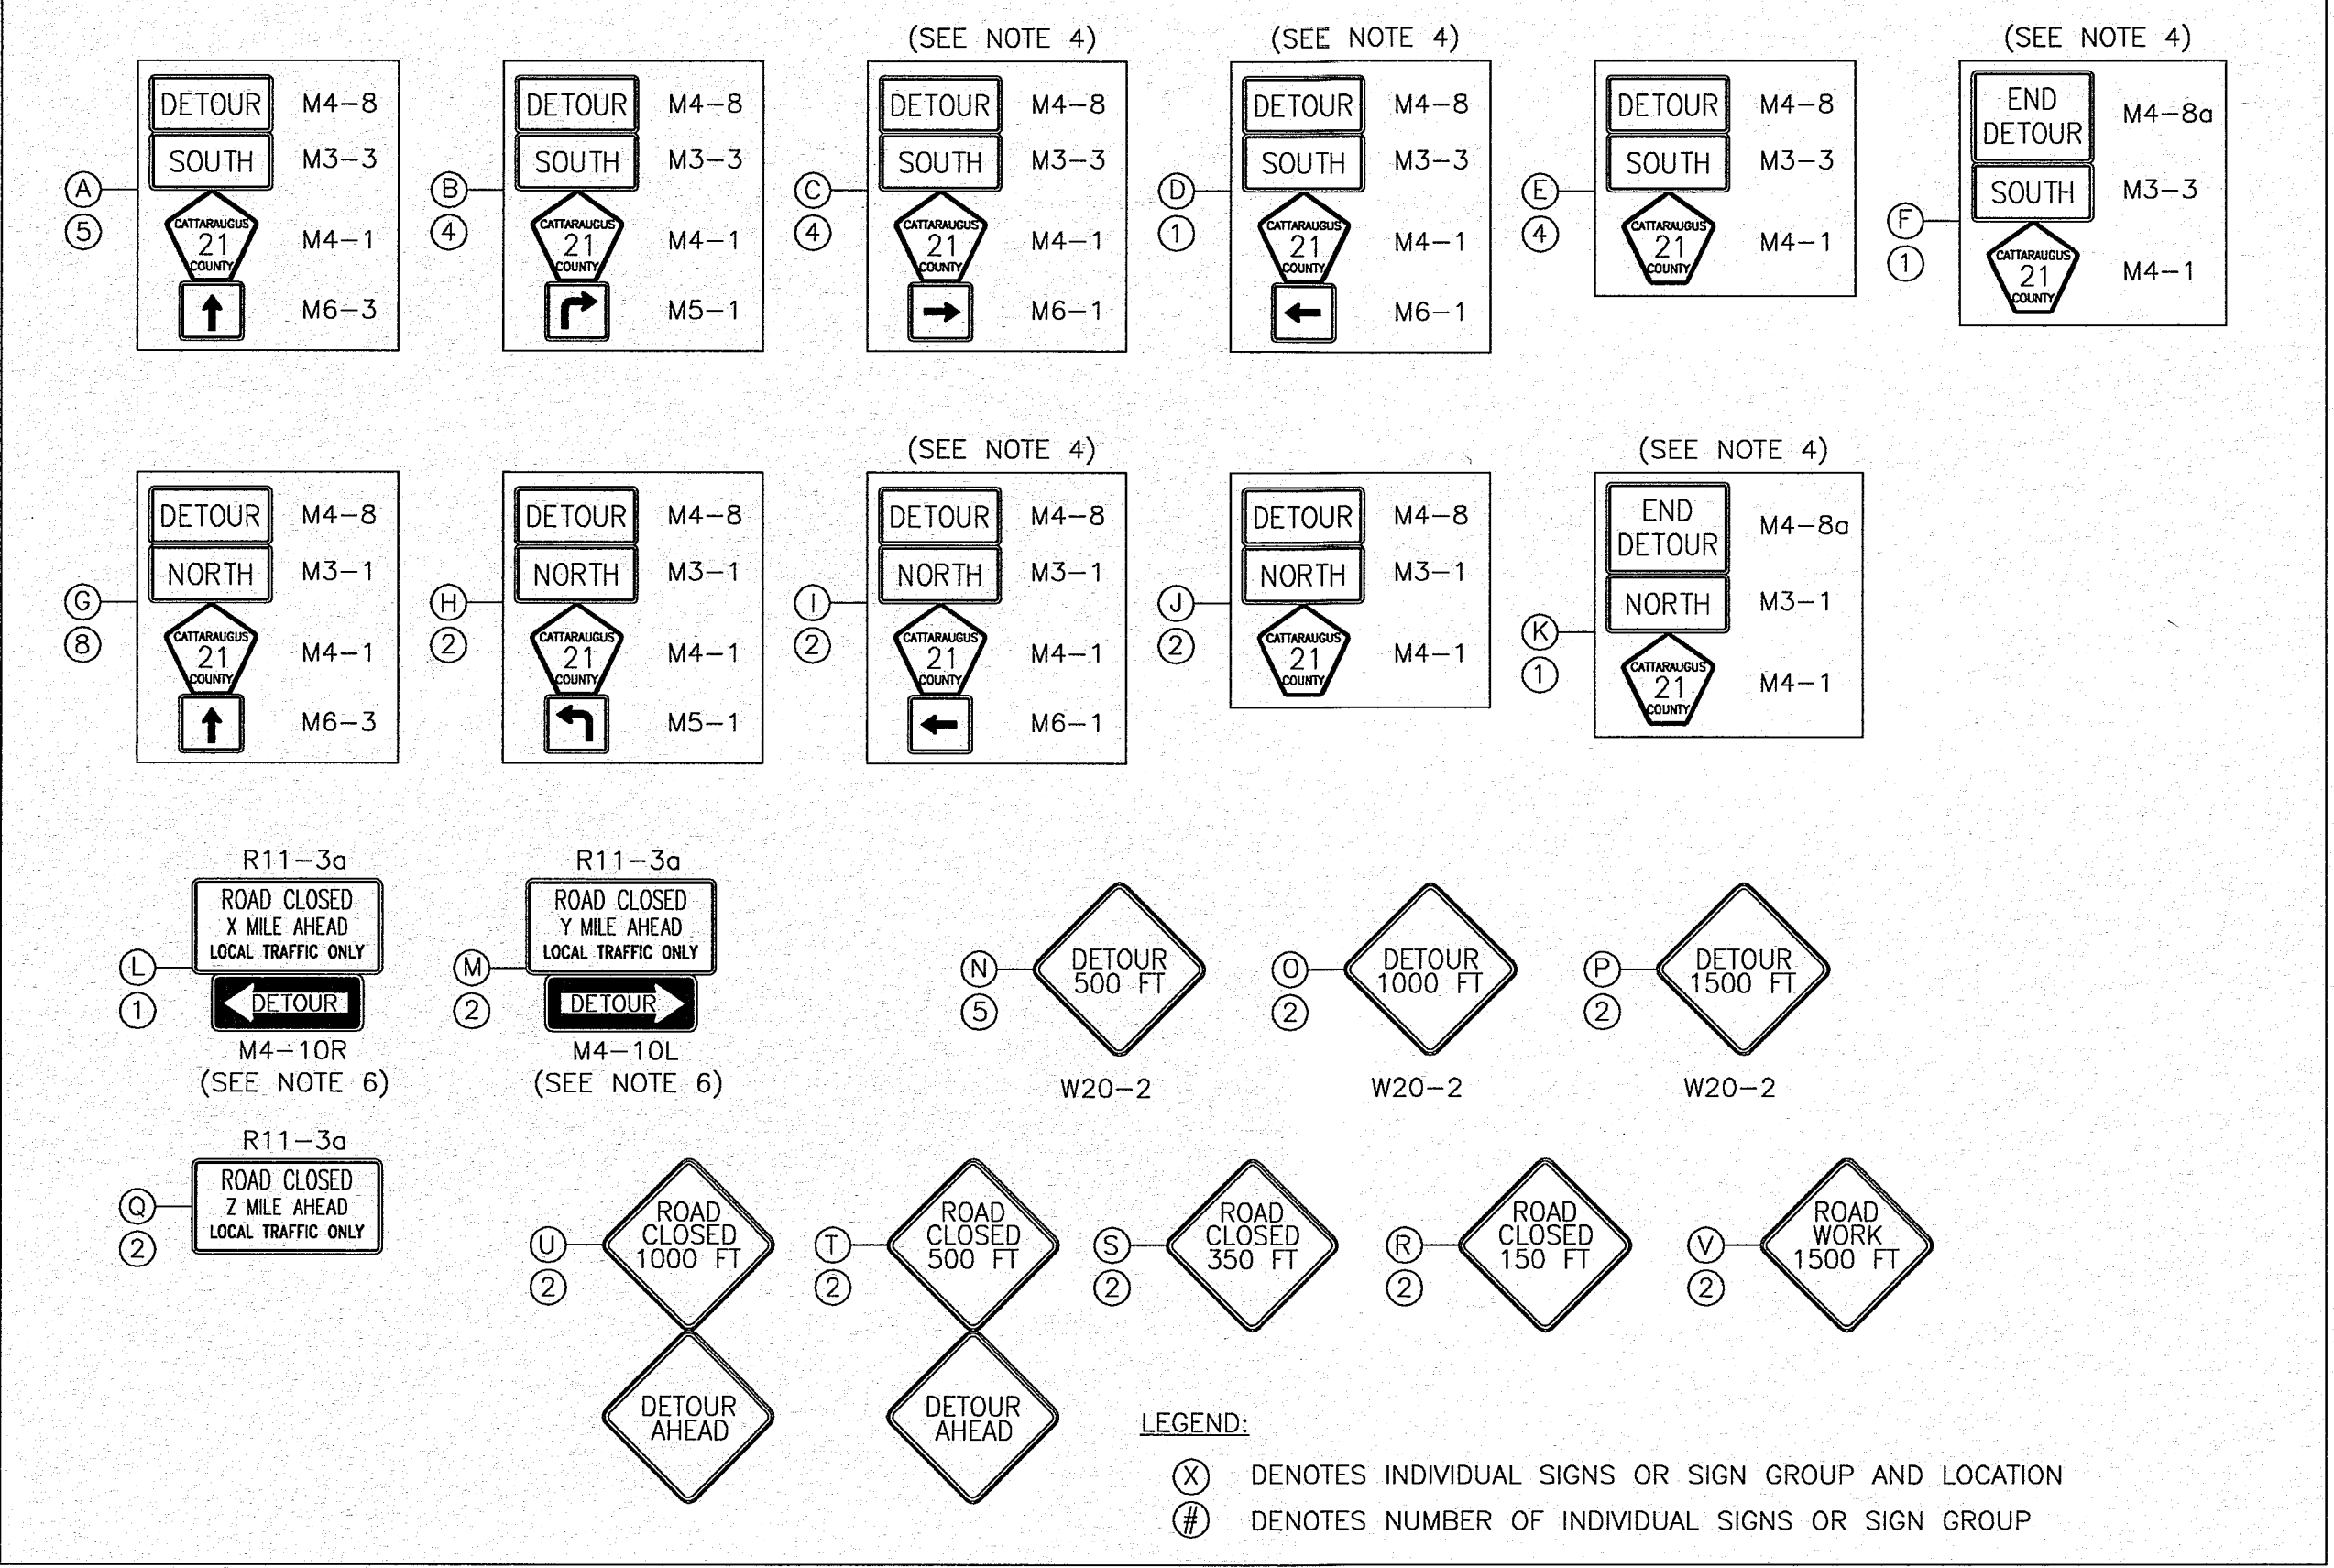 (SEE NOTE 4)
(SEE NOTE 4)
(SEE NOTE 4)
A
5
DETOUR M4-8
SOUTH M3-3
CATTARAUGUS
21
COUNTY
M4-1
M6-3
B
4
DETOUR M4-8
SOUTH M3-3
CATTARAUGUS
21
COUNTY
M4-1
M5-1
C
4
DETOUR M4-8
SOUTH M3-3
CATTARAUGUS
21
COUNTY
M4-1
M6-1
D
1
DETOUR M4-8
SOUTH M3-3
CATTARAUGUS
21
COUNTY
M4-1
M6-1
E
4
DETOUR M4-8
SOUTH M3-3
CATTARAUGUS
21
COUNTY
M4-1
F
1
END
DETOUR
M4-8a
SOUTH M3-3
CATTARAUGUS
21
COUNTY
M4-1
(SEE NOTE 4)
(SEE NOTE 4)
G
8
DETOUR M4-8
NORTH M3-1
CATTARAUGUS
21
COUNTY
M4-1
M6-3
H
2
DETOUR M4-8
NORTH M3-1
CATTARAUGUS
21
COUNTY
M4-1
M5-1
I
2
DETOUR M4-8
NORTH M3-1
CATTARAUGUS
21
COUNTY
M4-1
M6-1
J
2
DETOUR M4-8
NORTH M3-1
CATTARAUGUS
21
COUNTY
M4-1
K
1
END
DETOUR
M4-8a
NORTH M3-1
CATTARAUGUS
21
COUNTY
M4-1
R11-3a
ROAD CLOSED
X MILE AHEAD
LOCAL TRAFFIC ONLY
L
1
DETOUR
M4-10R
(SEE NOTE 6)
R11-3a
ROAD CLOSED
Y MILE AHEAD
LOCAL TRAFFIC ONLY
M
2
DETOUR
M4-10L
(SEE NOTE 6)
N
5
DETOUR
500 FT
W20-2
O
2
DETOUR
1000 FT
W20-2
P
2
DETOUR
1500 FT
W20-2
R11-3a
Q
2
ROAD CLOSED
Z MILE AHEAD
LOCAL TRAFFIC ONLY
U
2
ROAD
CLOSED
1000 FT
DETOUR
AHEAD
T
2
ROAD
CLOSED
500 FT
DETOUR
AHEAD
S
2
ROAD
CLOSED
350 FT
R
2
ROAD
CLOSED
150 FT
V
2
ROAD
WORK
1500 FT
LEGEND:
X DENOTES INDIVIDUAL SIGNS OR SIGN GROUP AND LOCATION
# DENOTES NUMBER OF INDIVIDUAL SIGNS OR SIGN GROUP